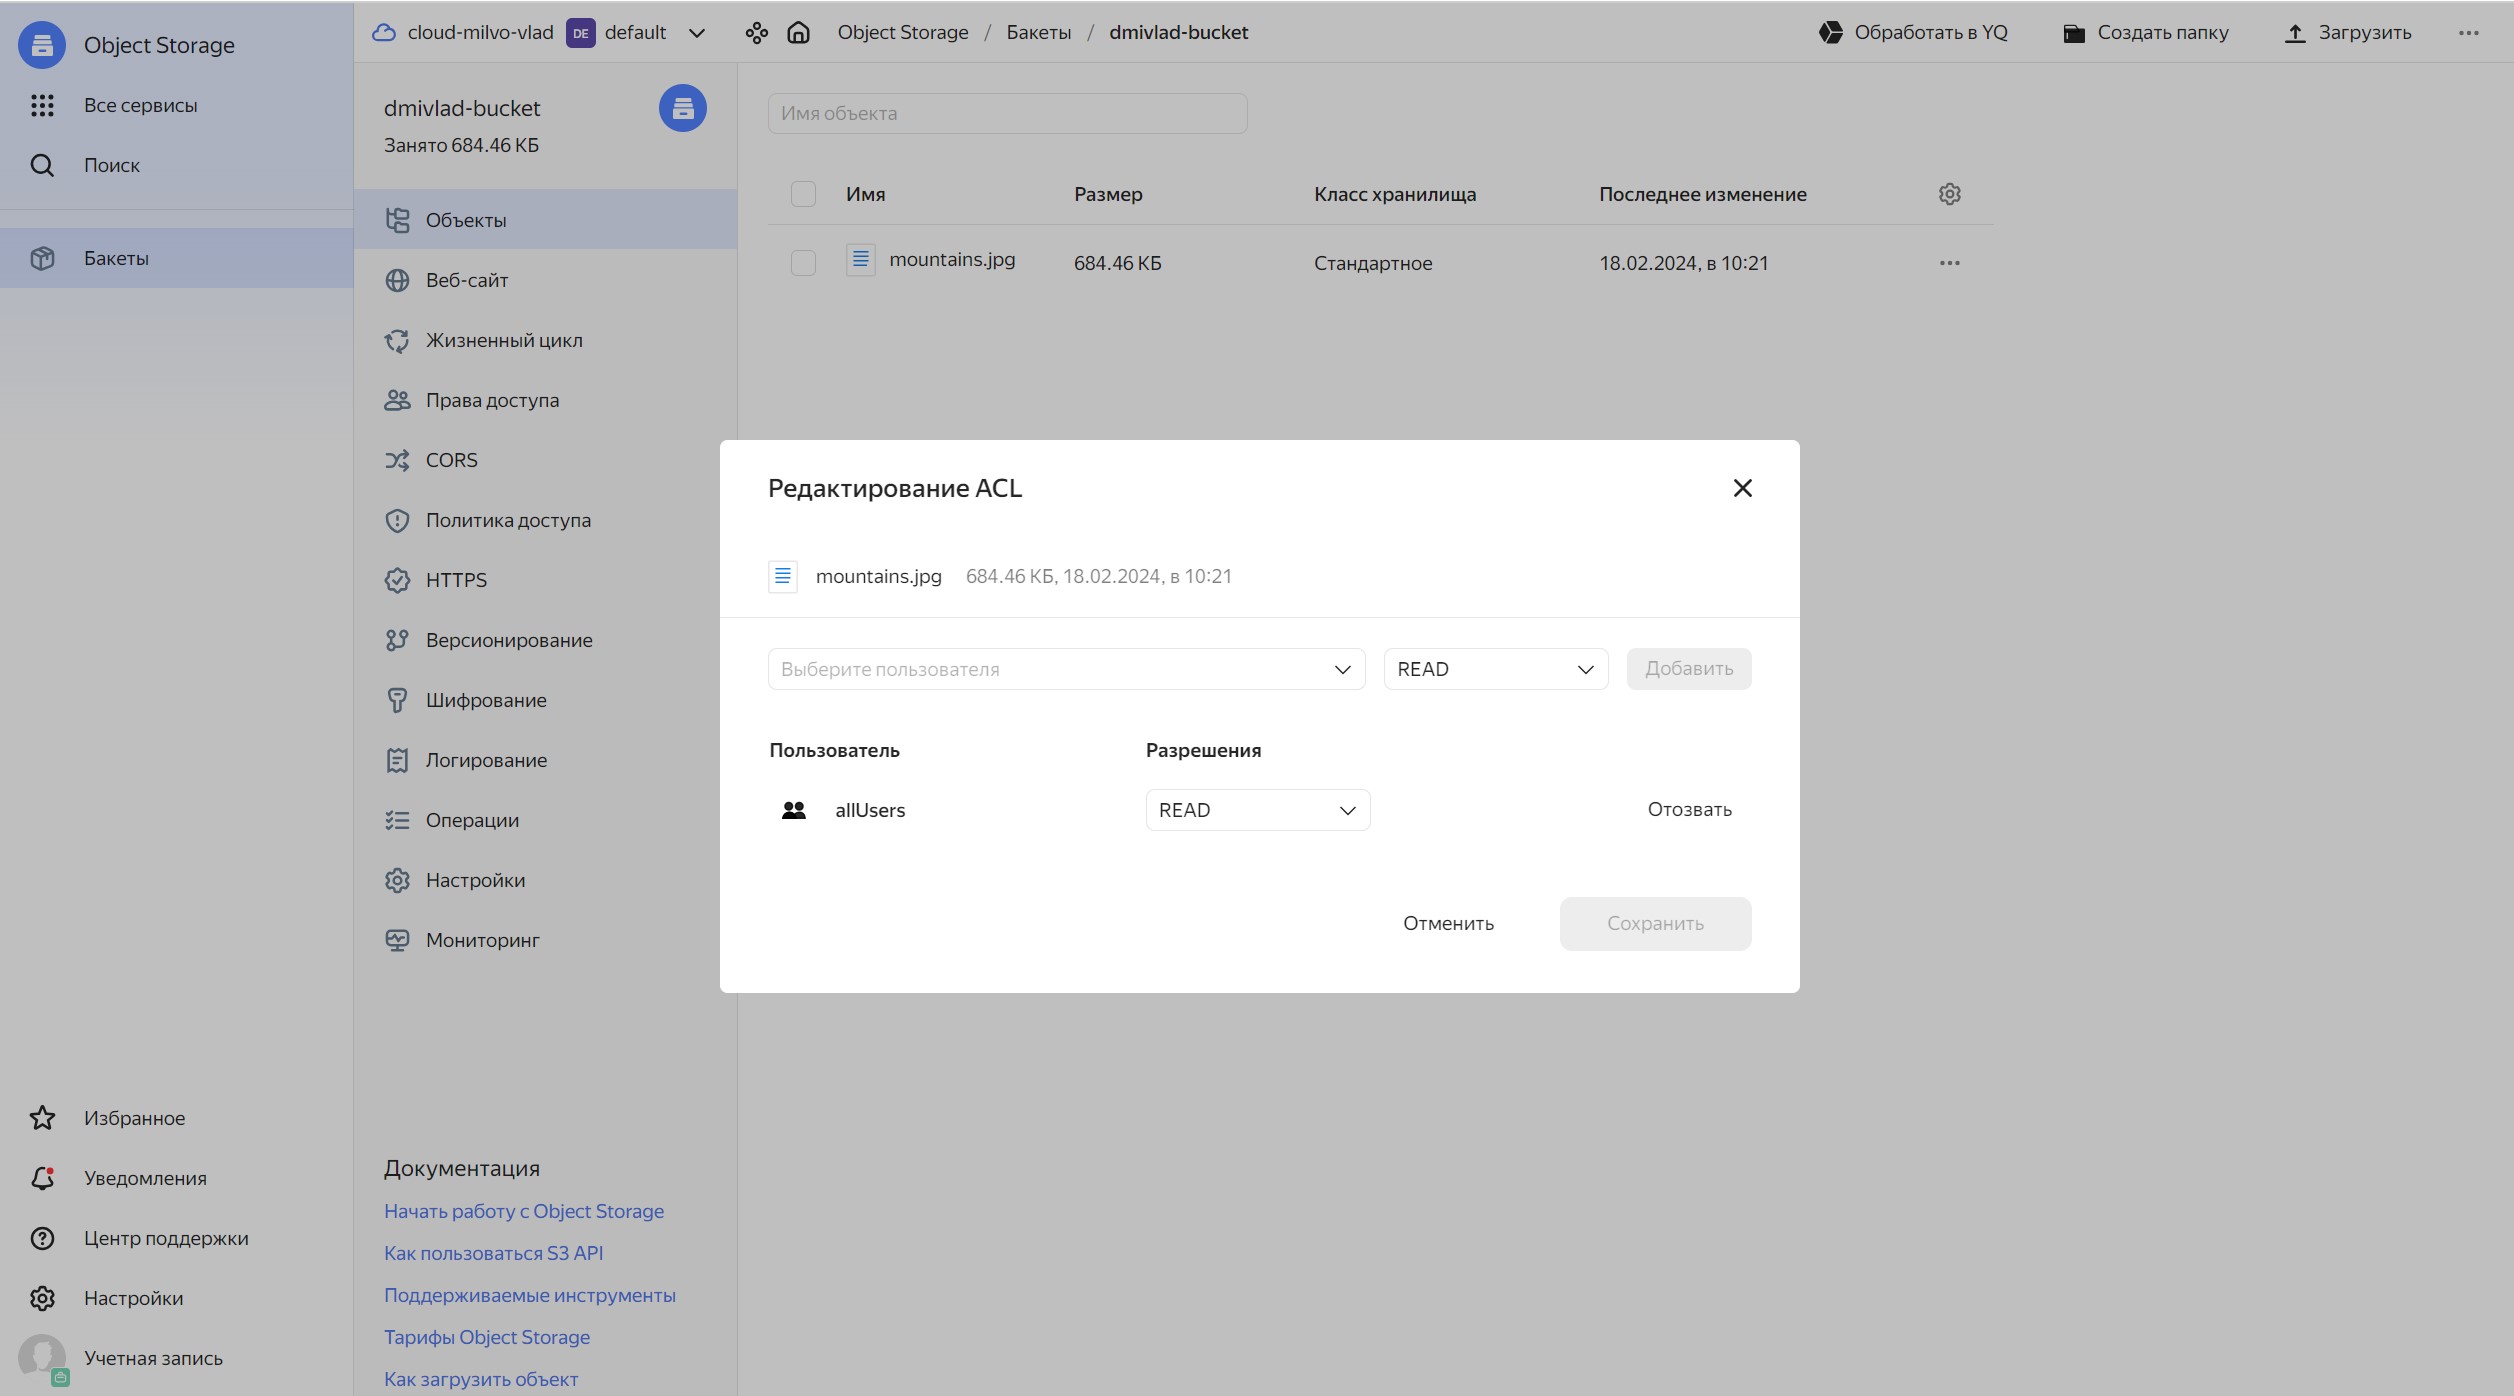 Object Storage
Все сервисы
Поиск
Бакеты
Избранное
Уведомления
Центр поддержки
Настройки
Учетная запись
cloud-milvo-vlad DE default
Object Storage / Бакеты / dmivlad-bucket
Обработать в YQ Создать папку Загрузить
dmivlad-bucket
Занято 684.46 КБ
Объекты
Веб-сайт
Жизненный цикл
Права доступа
CORS
Политика доступа
HTTPS
Версионирование
Шифрование
Логирование
Операции
Настройки
Мониторинг
Документация
Начать работу с Object Storage
Как пользоваться S3 API
Поддерживаемые инструменты
Тарифы Object Storage
Как загрузить объект
Имя объекта
Имя Размер Класс хранилища Последнее изменение
mountains.jpg 684.46 КБ Стандартное 18.02.2024, в 10:21
Редактирование ACL
mountains.jpg 684.46 КБ, 18.02.2024, в 10:21
Выберите пользователя READ Добавить
Пользователь Разрешения
allUsers READ Отозвать
Отменить Сохранить